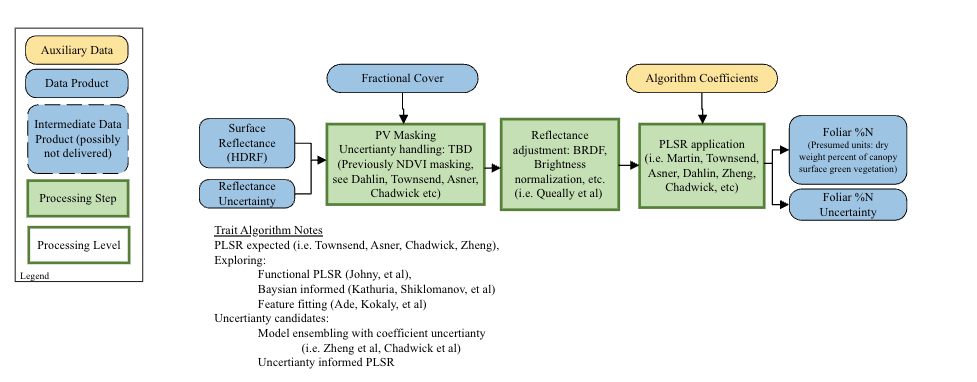 Auxiliary Data
Data Product
Intermediate Data
Product (possibly
not delivered)
Processing Step
Processing Level
Legend
Fractional Cover
Algorithm Coefficients
Surface
Reflectance
(HDRF)
Reflectance
Uncertainty
PV Masking
Uncertainty handling: TBD
(Previously NDVI masking,
see Dahlin, Townsend, Asner,
Chadwick etc)
Reflectance
adjustment: BRDF,
Brightness
normalization, etc.
(i.e. Queally et al)
PLSR application
(i.e. Martin, Townsend,
Asner, Dahlin, Zheng,
Chadwick, etc)
Foliar %N
(Presumed units: dry
weight percent of canopy
surface green vegetation)
Foliar %N
Uncertainty
Trait Algorithm Notes
PLSR expected (i.e. Townsend, Asner, Chadwick, Zheng),
Exploring:
Functional PLSR (Johny, et al),
Baysian informed (Kathuria, Shiklomanov, et al)
Feature fitting (Ade, Kokaly, et al)
Uncertianty candidates:
Model ensembling with coefficient uncertianty
(i.e. Zheng et al, Chadwick et al)
Uncertianty informed PLSR